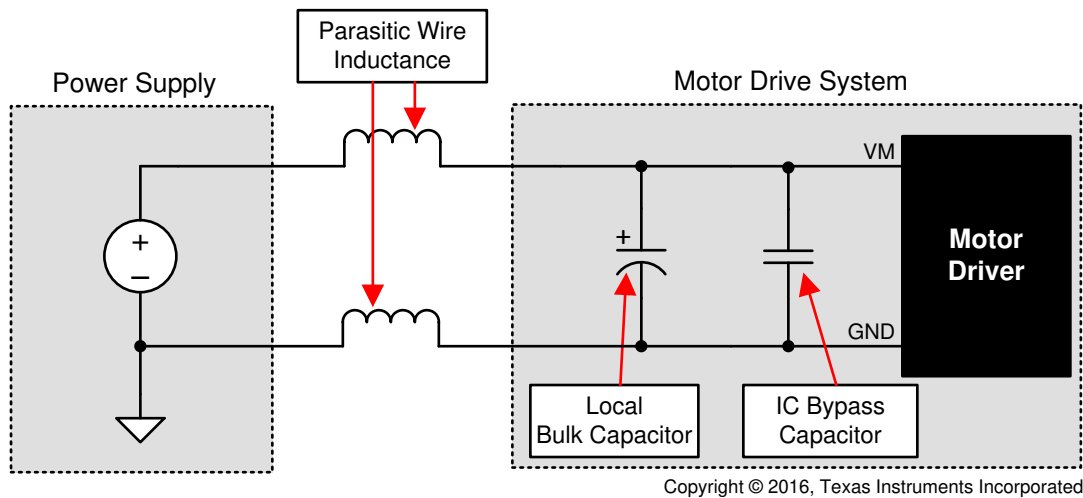 Parasitic Wire
Inductance
Power Supply
Motor Drive System
VM
+
–
+
Motor
Driver
GND
Local
Bulk Capacitor
IC Bypass
Capacitor
Copyright © 2016, Texas Instruments Incorporated